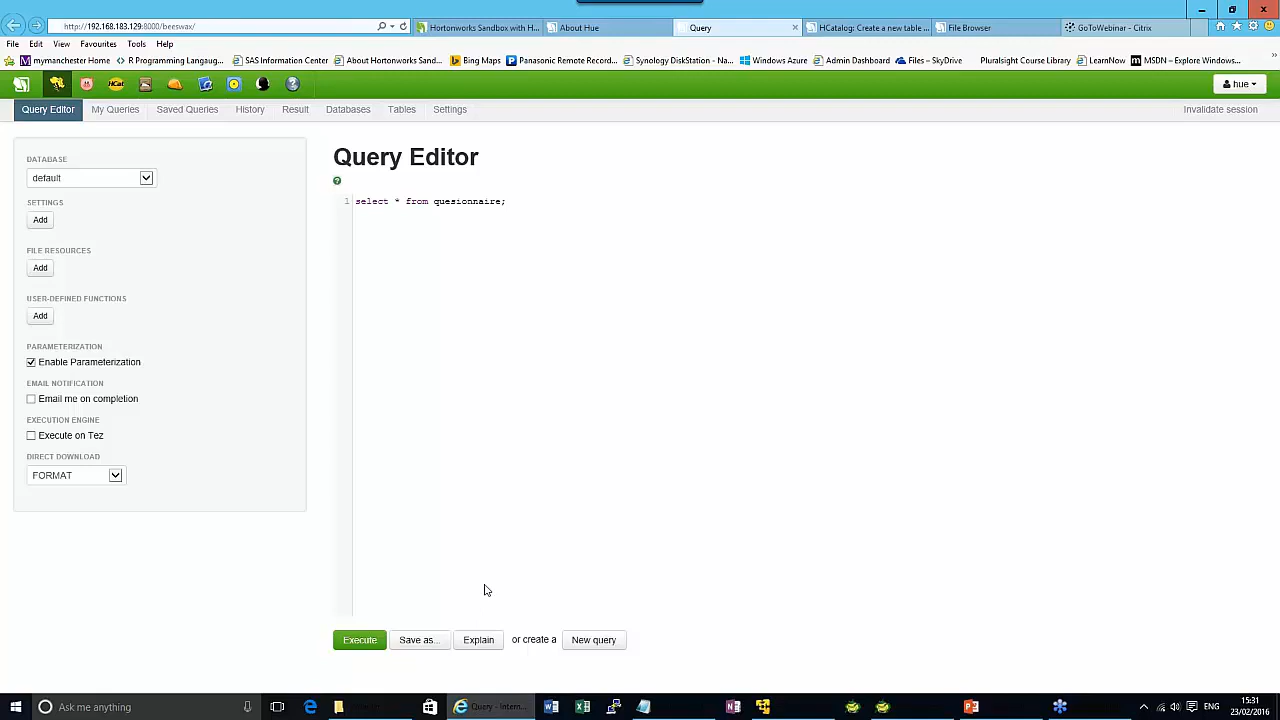 http://192.168.183.129:8000/beeswax/
Hortonworks Sandbox with H... About Hue Query HCatalog: Create a new table ... File Browser GoToWebinar - Citrix
File Edit View Favourites Tools Help
mymanchester Home R Programming Langaug... SAS Information Center About Hortonworks Sand... Bing Maps Panasonic Remote Record... Synology DiskStation - Na... Windows Azure Admin Dashboard Files – SkyDrive Pluralsight Course Library LearnNow MSDN – Explore Windows...
HCat hue
Query Editor My Queries Saved Queries History Result Databases Tables Settings Invalidate session
DATABASE
default
SETTINGS
Add
FILE RESOURCES
Add
USER-DEFINED FUNCTIONS
Add
PARAMETERIZATION
Enable Parameterization
EMAIL NOTIFICATION
Email me on completion
EXECUTION ENGINE
Execute on Tez
DIRECT DOWNLOAD
FORMAT
Query Editor
1 select * from quesionnaire;
Execute Save as... Explain or create a New query
Ask me anything
Query - Intern...
ENG
15:31
23/02/2016